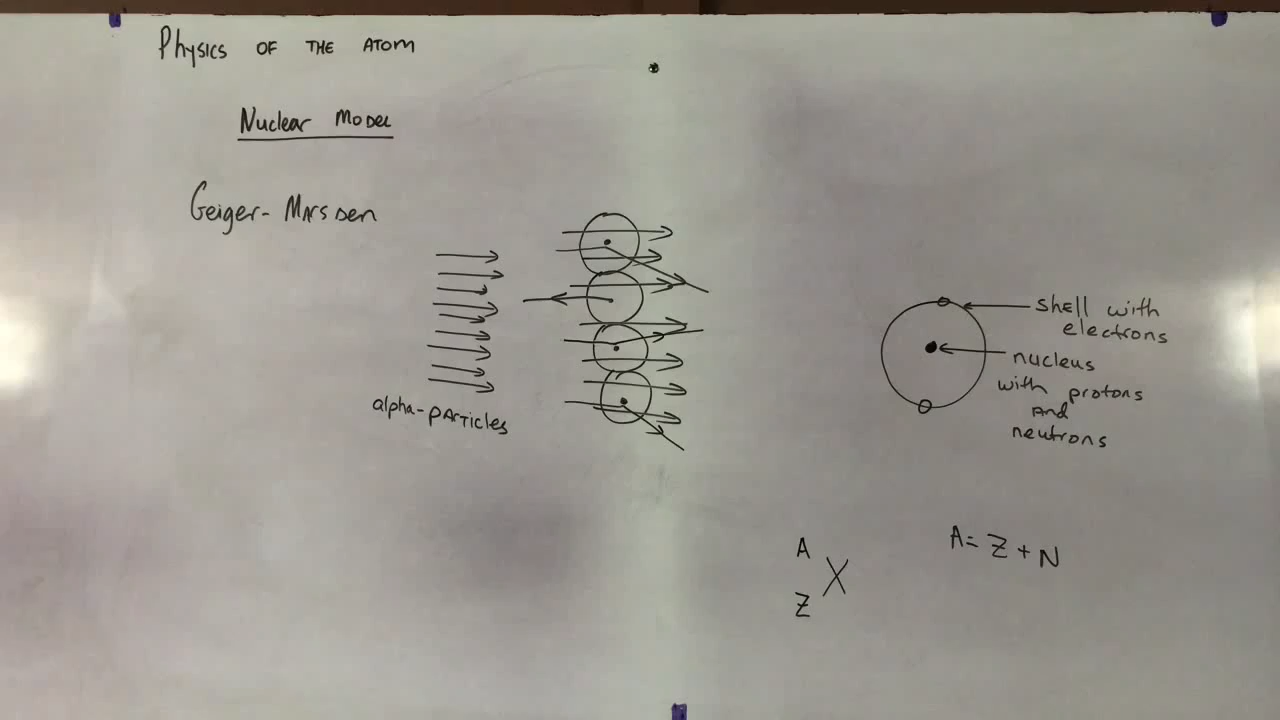 Physics OF THE ATOM
Nuclear Model
Geiger-Marsden
alpha-particles
shell with
electrons
nucleus
with protons
and
neutrons
A
Z X
A = Z + N